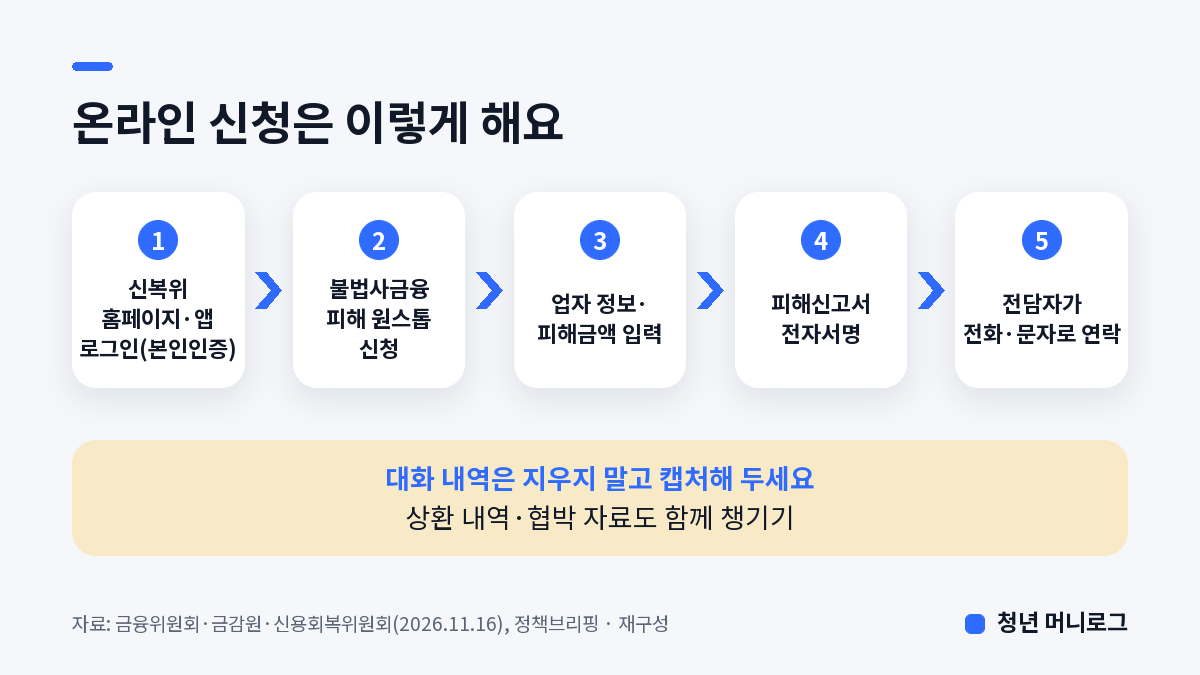 온라인 신청은 이렇게 해요
1
신복위
홈페이지·앱
로그인(본인인증)
2
불법사금융
피해 원스톱
신청
3
업자 정보·
피해금액 입력
4
피해신고서
전자서명
5
전담자가
전화·문자로 연락
대화 내역은 지우지 말고 캡처해 두세요
상환 내역·협박 자료도 함께 챙기기
자료: 금융위원회·금감원·신용회복위원회(2026.11.16), 정책브리핑 · 재구성
청년 머니로그